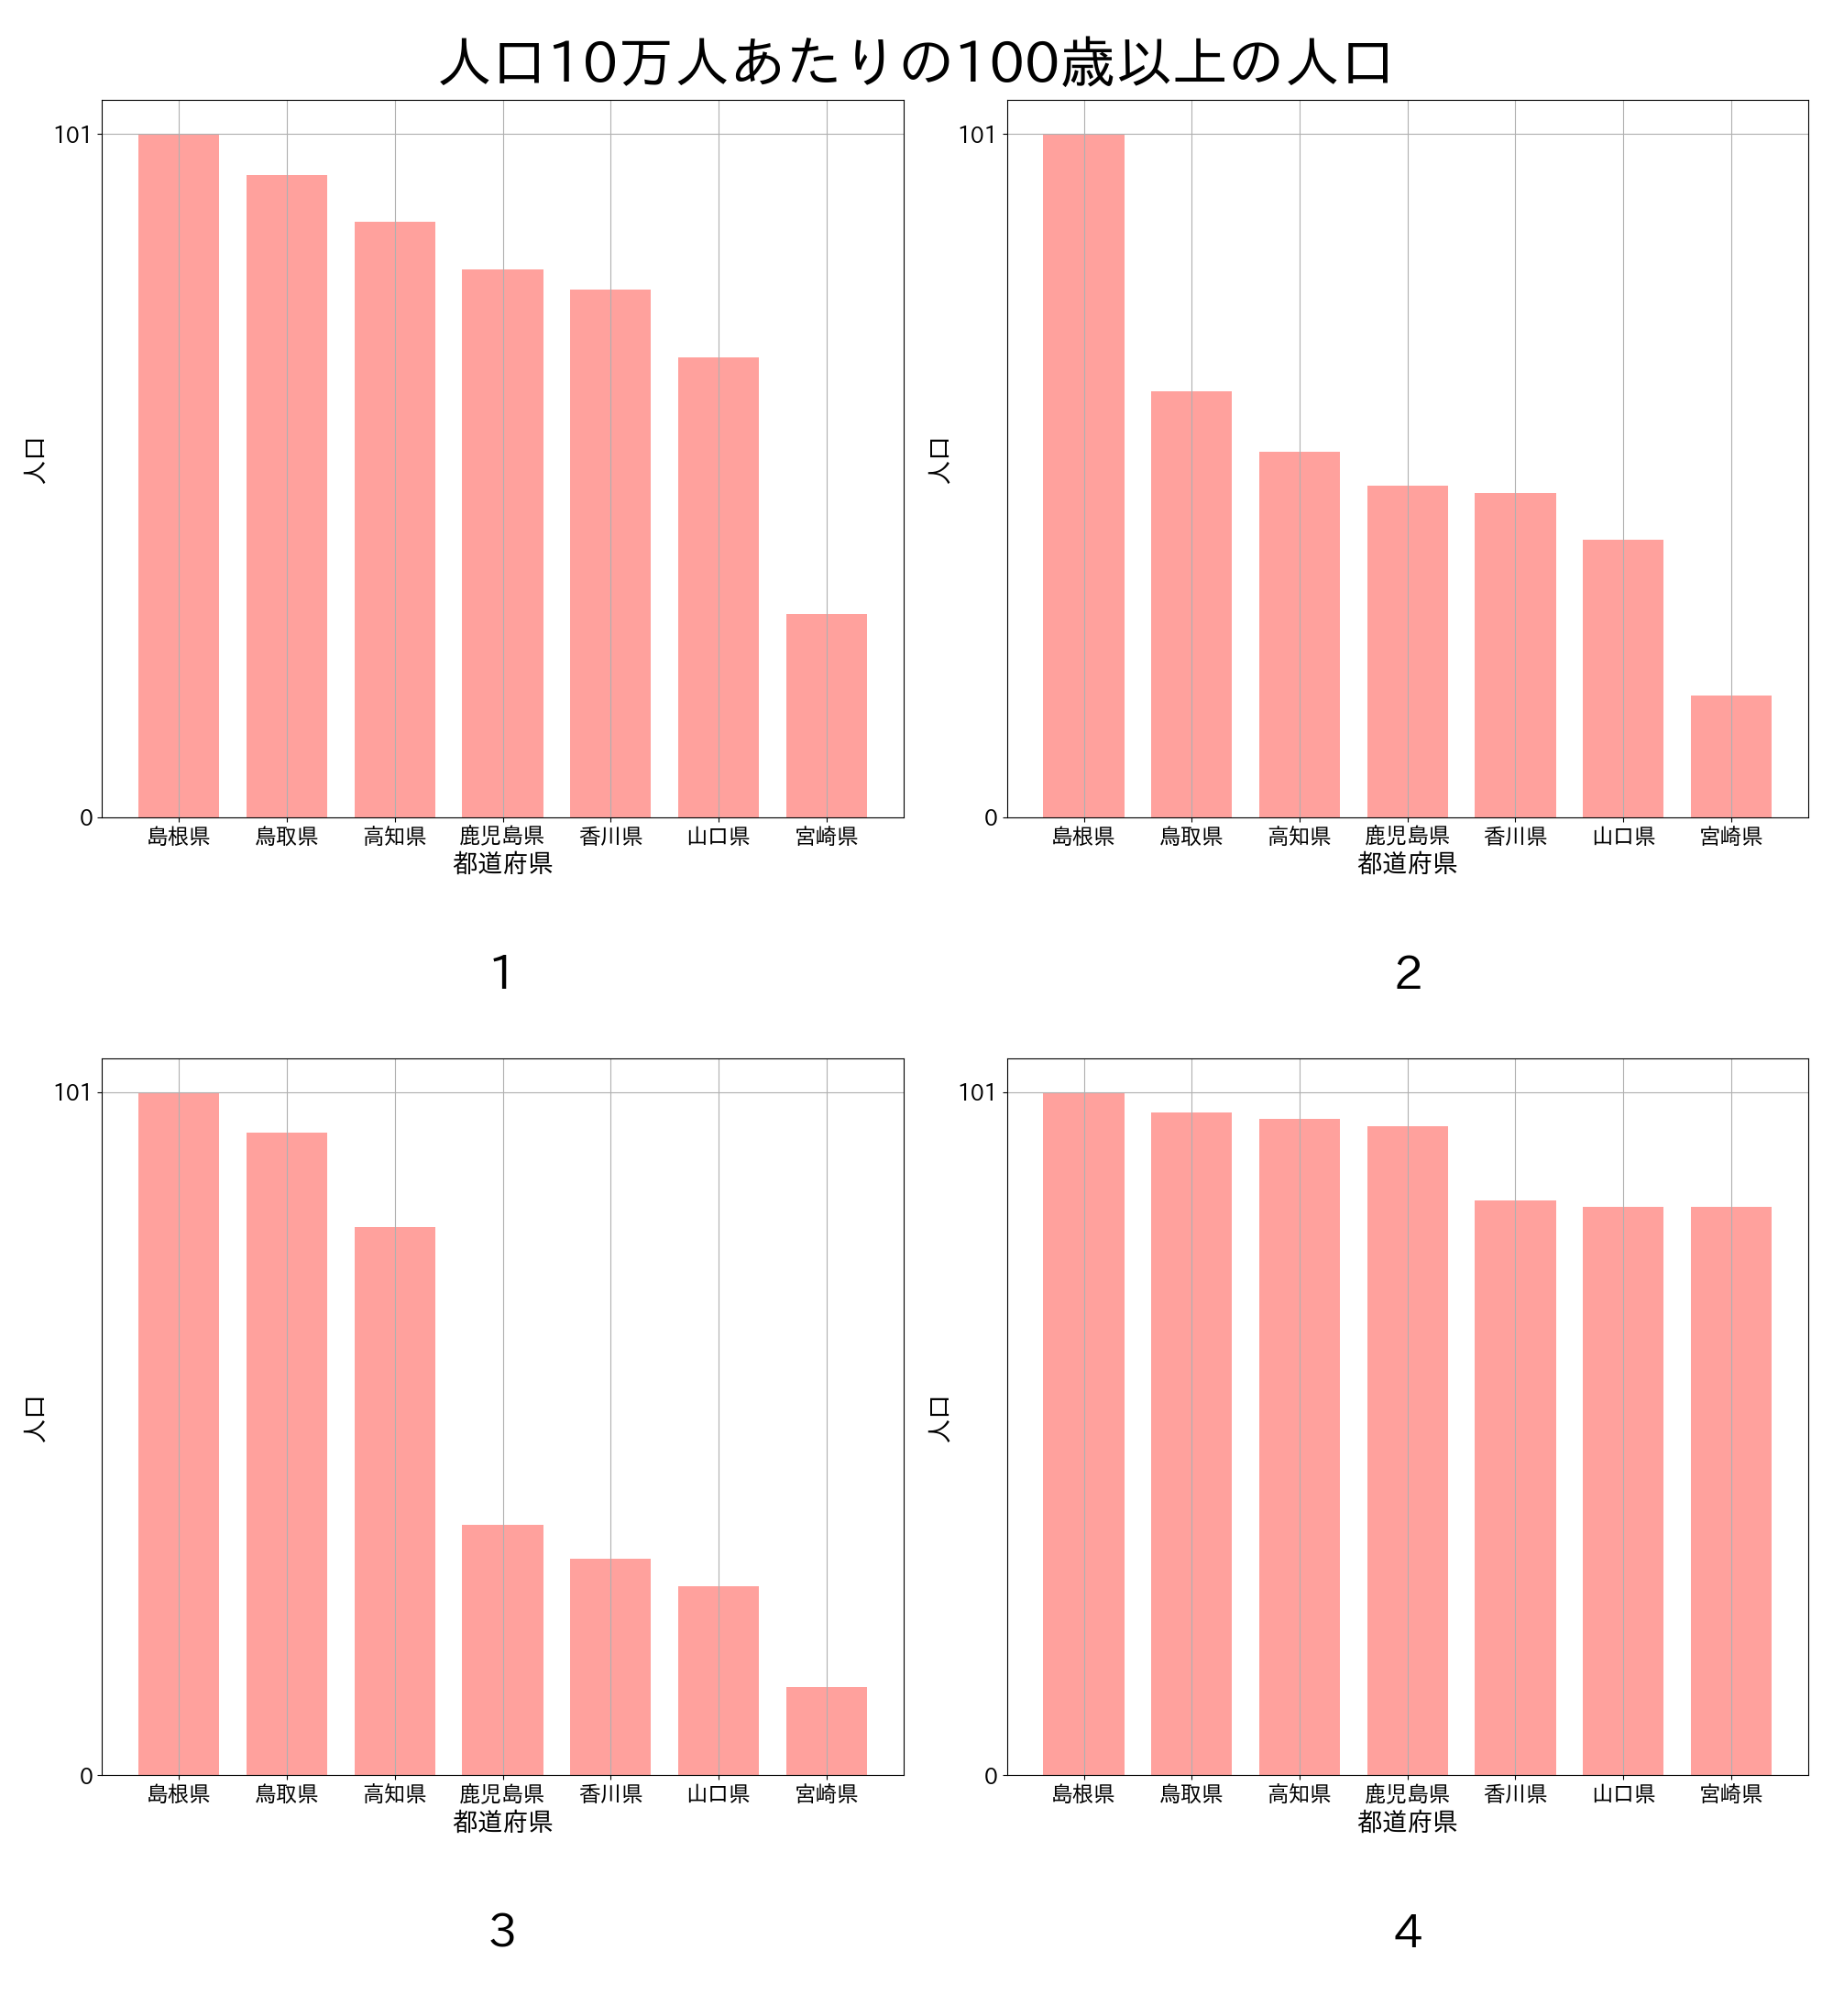 人口10万人あたりの100歳以上の人口
101
0
人口
島根県 鳥取県 高知県 鹿児島県 香川県 山口県 宮崎県
都道府県
1
101
0
人口
島根県 鳥取県 高知県 鹿児島県 香川県 山口県 宮崎県
都道府県
2
101
0
人口
島根県 鳥取県 高知県 鹿児島県 香川県 山口県 宮崎県
都道府県
3
101
0
人口
島根県 鳥取県 高知県 鹿児島県 香川県 山口県 宮崎県
都道府県
4